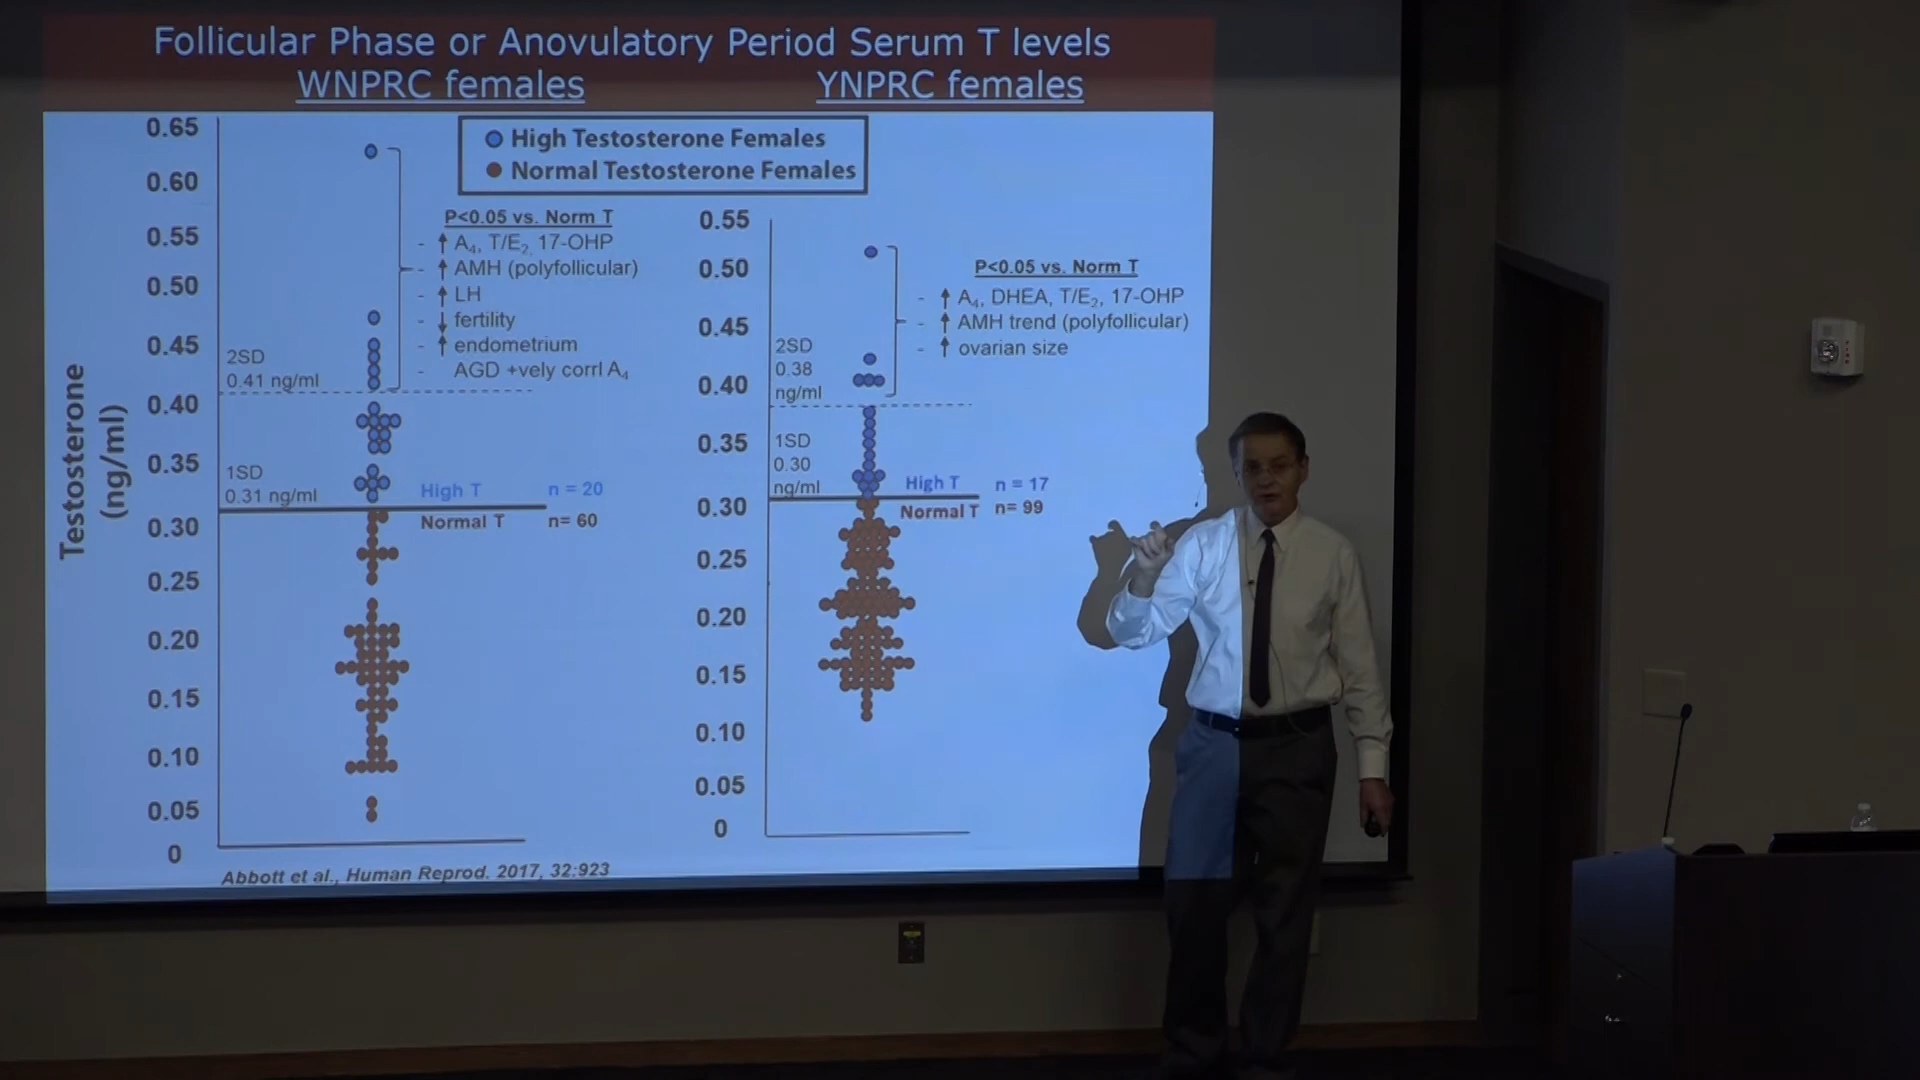 Follicular Phase or Anovulatory Period Serum T levels
WNPRC females
YNPRC females
High Testosterone Females
Normal Testosterone Females
Testosterone
(ng/ml)
0.65
0.60
0.55
0.50
0.45
0.40
0.35
0.30
0.25
0.20
0.15
0.10
0.05
0
P<0.05 vs. Norm T
- ↑ A₄, T/E₂, 17-OHP
- ↑ AMH (polyfollicular)
- ↑ LH
- ↓ fertility
- ↑ endometrium
- AGD +vely corrl A₄
2SD
0.41 ng/ml
1SD
0.31 ng/ml
High T n = 20
Normal T n= 60
0.55
0.50
0.45
0.40
0.35
0.30
0.25
0.20
0.15
0.10
0.05
0
P<0.05 vs. Norm T
- ↑ A₄, DHEA, T/E₂, 17-OHP
- ↑ AMH trend (polyfollicular)
- ↑ ovarian size
2SD
0.38
ng/ml
1SD
0.30
ng/ml
High T n = 17
Normal T n= 99
Abbott et al., Human Reprod. 2017, 32:923